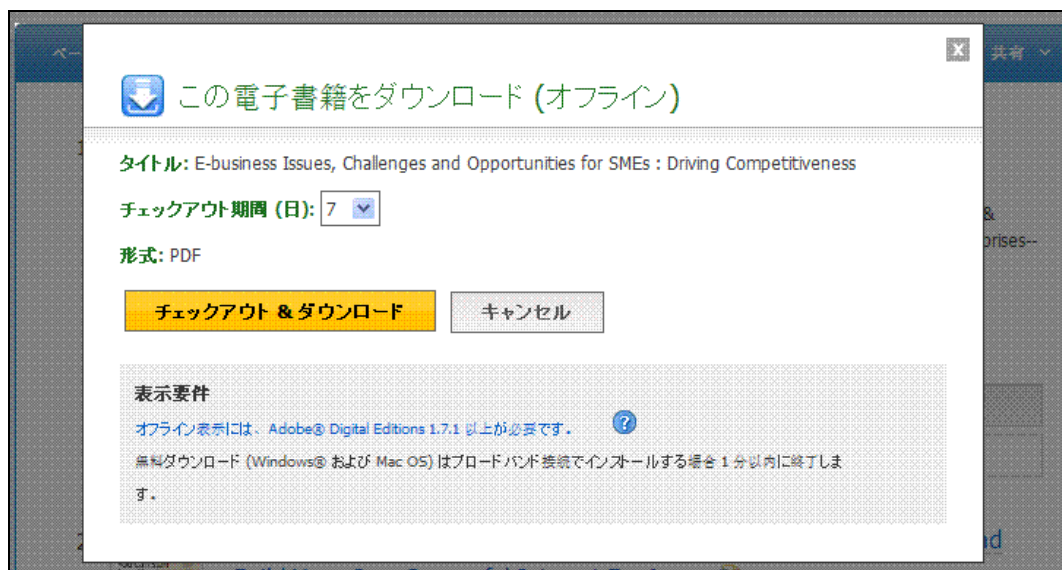 ペー
共有
この電子書籍をダウンロード (オフライン)
タイトル: E-business Issues, Challenges and Opportunities for SMEs : Driving Competitiveness
チェックアウト期間 (日): 7
&
prises--
形式: PDF
チェックアウト & ダウンロード キャンセル
表示要件
オフライン表示には、Adobe® Digital Editions 1.7.1 以上が必要です。
無料ダウンロード (Windows® および Mac OS) はブロードバンド接続でインストールする場合 1 分以内に終了しま
す。